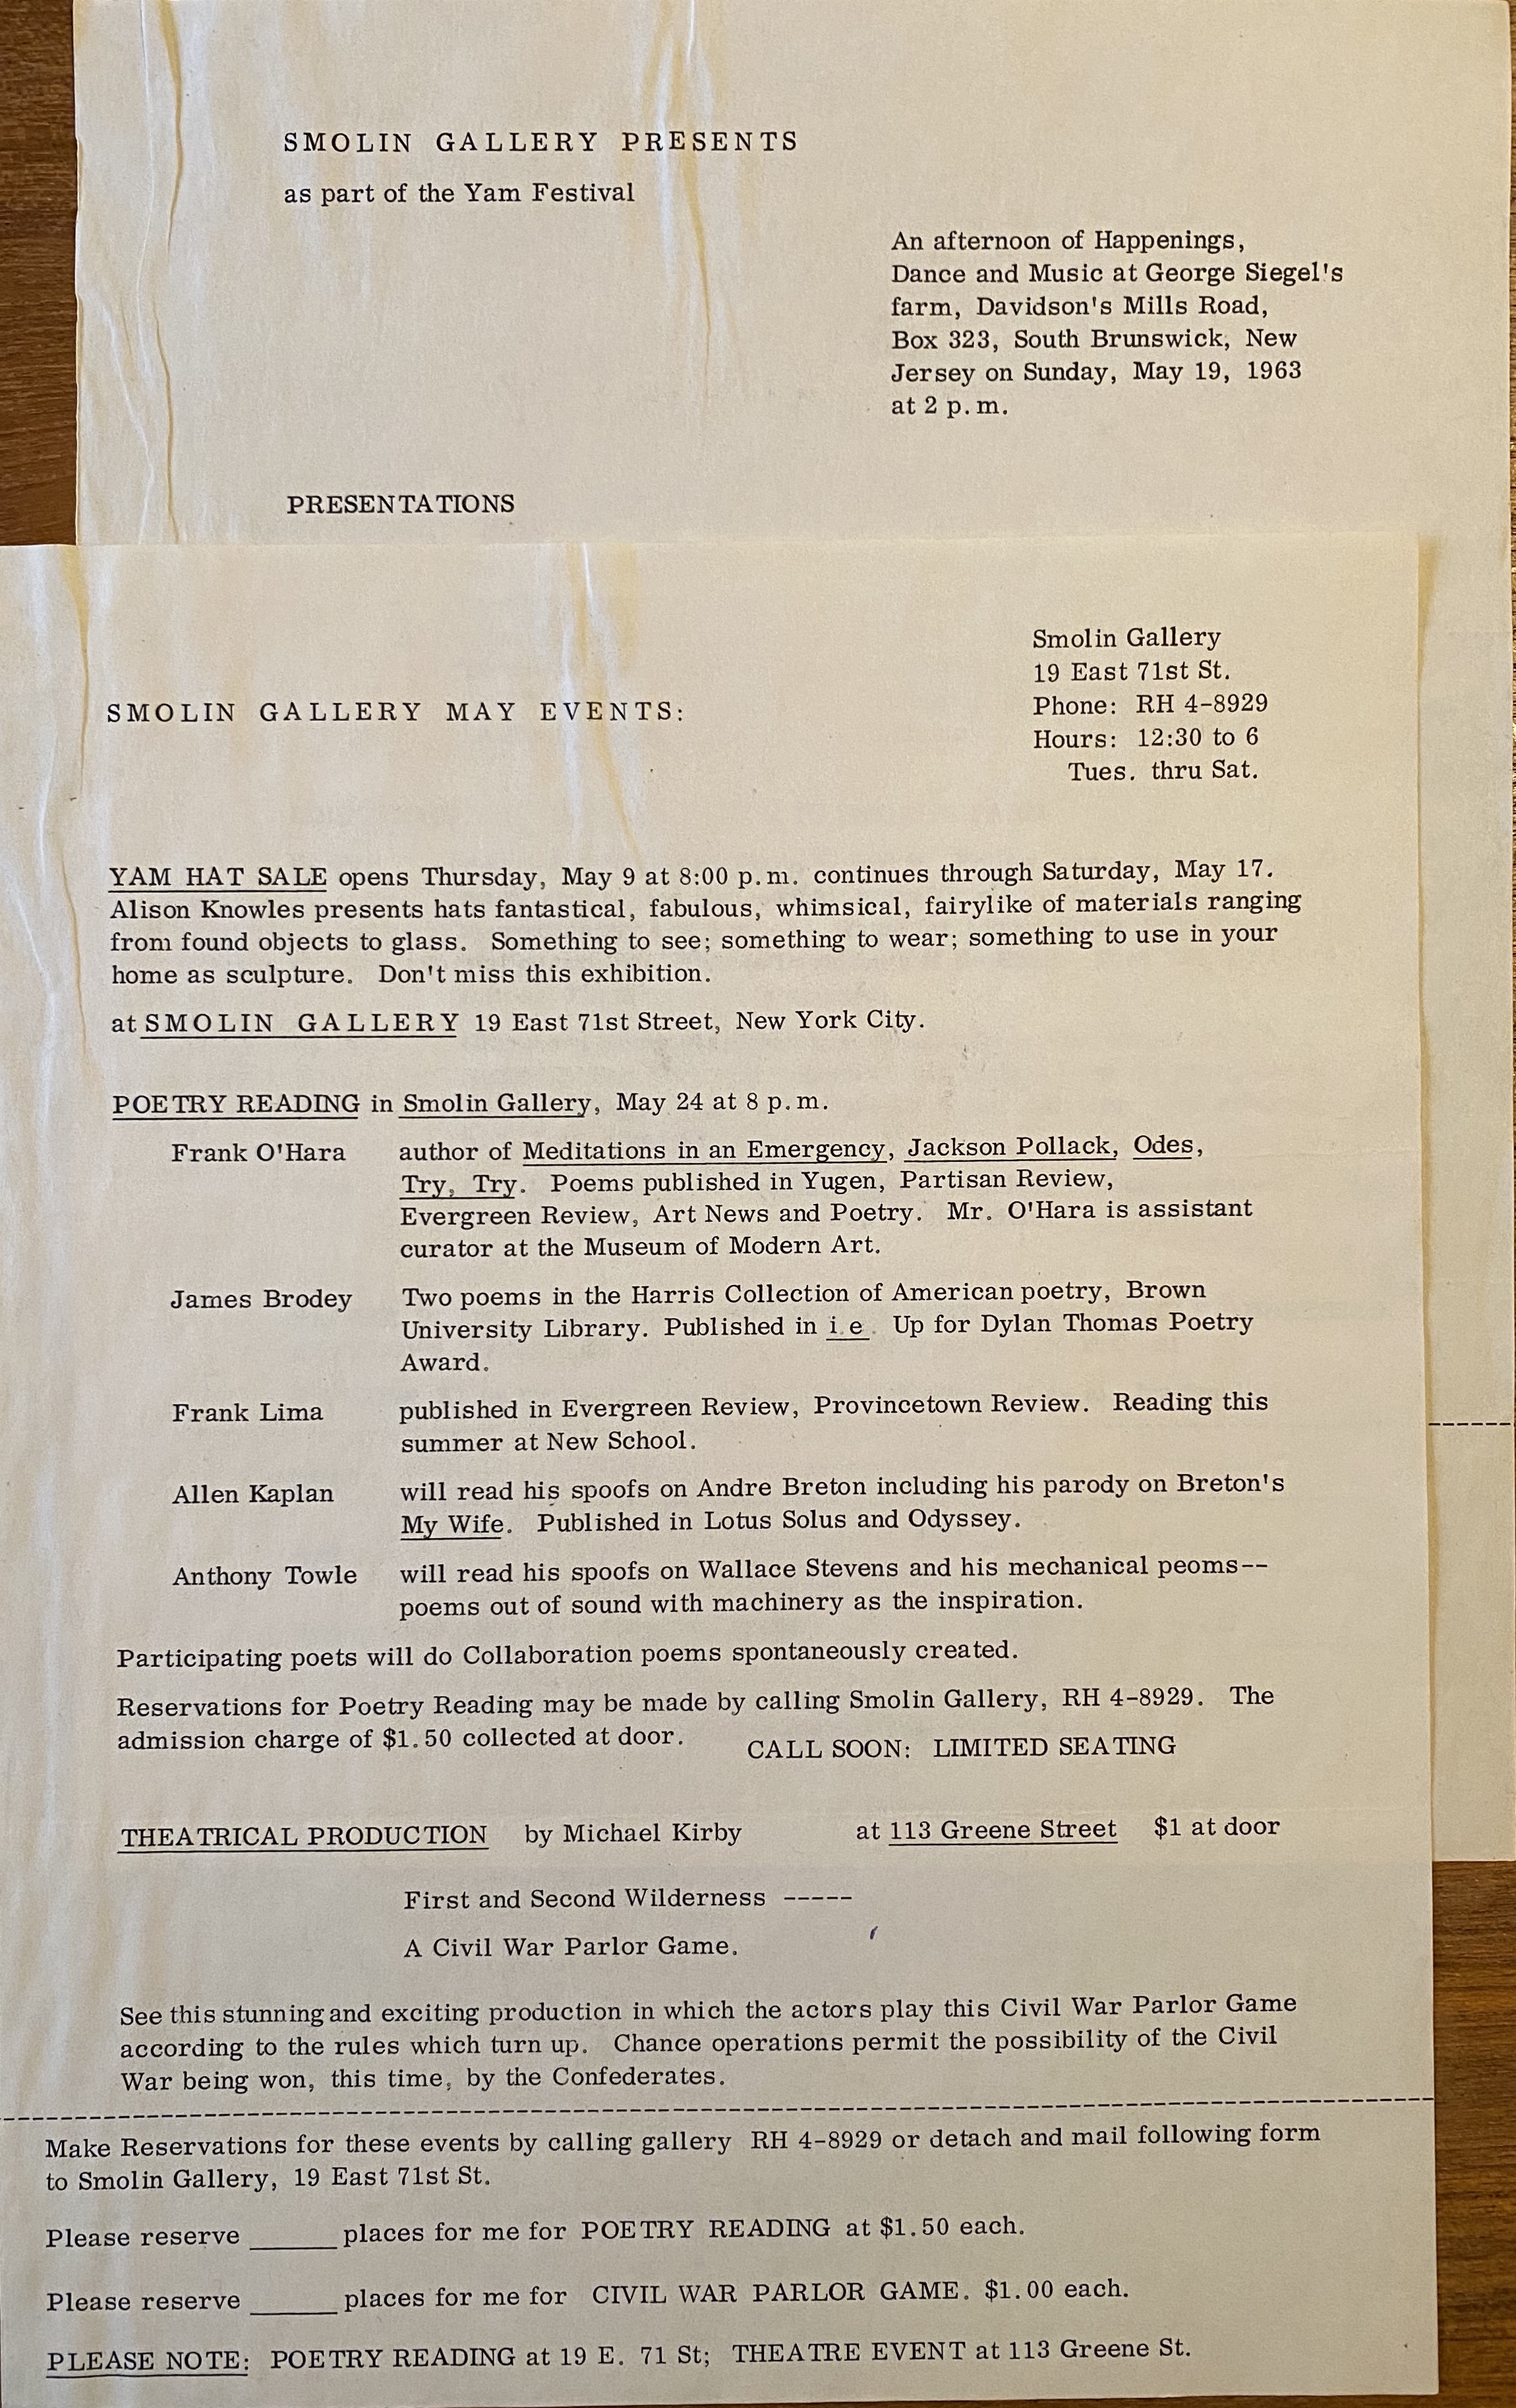 SMOLIN GALLERY PRESENTS
as part of the Yam Festival
An afternoon of Happenings,
Dance and Music at George Siegel's
farm, Davidson's Mills Road,
Box 323, South Brunswick, New
Jersey on Sunday, May 19, 1963
at 2 p.m.
PRESENTATIONS
Smolin Gallery
19 East 71st St.
Phone: RH 4-8929
Hours: 12:30 to 6
Tues. thru Sat.
SMOLIN GALLERY MAY EVENTS:
YAM HAT SALE opens Thursday, May 9 at 8:00 p.m. continues through Saturday, May 17.
Alison Knowles presents hats fantastical, fabulous, whimsical, fairylike of materials ranging
from found objects to glass. Something to see; something to wear; something to use in your
home as sculpture. Don't miss this exhibition.
at SMOLIN GALLERY 19 East 71st Street, New York City.
POETRY READING in Smolin Gallery, May 24 at 8 p.m.
Frank O'Hara author of Meditations in an Emergency, Jackson Pollack, Odes,
Try, Try. Poems published in Yugen, Partisan Review,
Evergreen Review, Art News and Poetry. Mr. O'Hara is assistant
curator at the Museum of Modern Art.
James Brodey Two poems in the Harris Collection of American poetry, Brown
University Library. Published in i.e. Up for Dylan Thomas Poetry
Award.
Frank Lima published in Evergreen Review, Provincetown Review. Reading this
summer at New School.
Allen Kaplan will read his spoofs on Andre Breton including his parody on Breton's
My Wife. Published in Lotus Solus and Odyssey.
Anthony Towle will read his spoofs on Wallace Stevens and his mechanical peoms--
poems out of sound with machinery as the inspiration.
Participating poets will do Collaboration poems spontaneously created.
Reservations for Poetry Reading may be made by calling Smolin Gallery, RH 4-8929. The
admission charge of $1.50 collected at door. CALL SOON: LIMITED SEATING
THEATRICAL PRODUCTION by Michael Kirby at 113 Greene Street $1 at door
First and Second Wilderness -----
A Civil War Parlor Game.
See this stunning and exciting production in which the actors play this Civil War Parlor Game
according to the rules which turn up. Chance operations permit the possibility of the Civil
War being won, this time, by the Confederates.
Make Reservations for these events by calling gallery RH 4-8929 or detach and mail following form
to Smolin Gallery, 19 East 71st St.
Please reserve ______ places for me for POETRY READING at $1.50 each.
Please reserve ______ places for me for CIVIL WAR PARLOR GAME. $1.00 each.
PLEASE NOTE: POETRY READING at 19 E. 71 St; THEATRE EVENT at 113 Greene St.